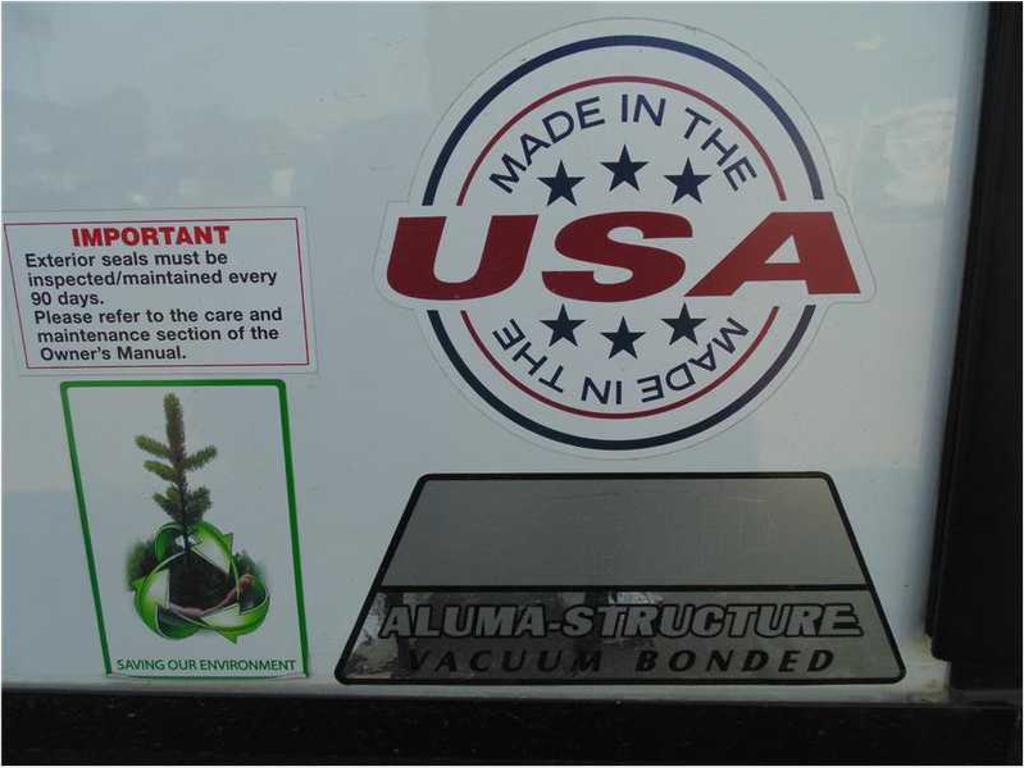 MADE IN THE
USA
MADE IN THE
IMPORTANT
Exterior seals must be
inspected/maintained every
90 days.
Please refer to the care and
maintenance section of the
Owner's Manual.
SAVING OUR ENVIRONMENT
ALUMA-STRUCTURE
VACUUM BONDED